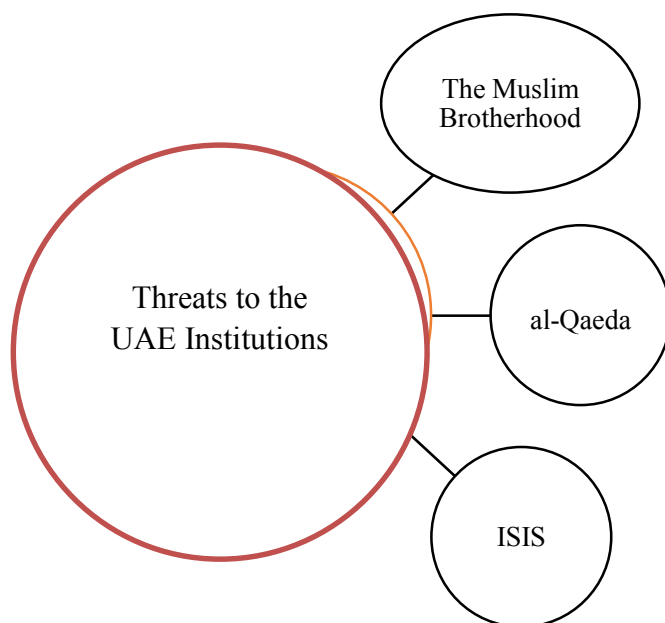 The Muslim
Brotherhood
Threats to the
UAE Institutions
al-Qaeda
ISIS